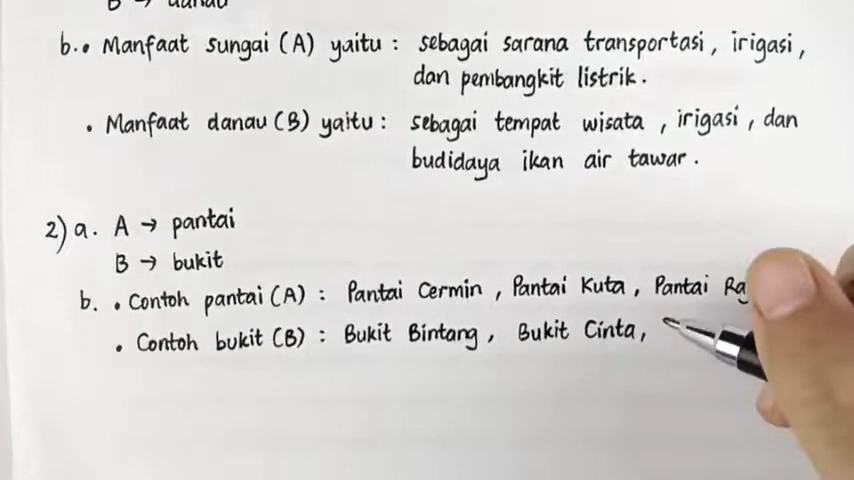 B → danau
b. • Manfaat sungai (A) yaitu : sebagai sarana transportasi, irigasi,
dan pembangkit listrik.
• Manfaat danau (B) yaitu : sebagai tempat wisata, irigasi, dan
budidaya ikan air tawar.
2) a. A → pantai
B → bukit
b. • Contoh pantai (A) : Pantai Cermin, Pantai Kuta, Pantai
• Contoh bukit (B) : Bukit Bintang, Bukit Cinta,